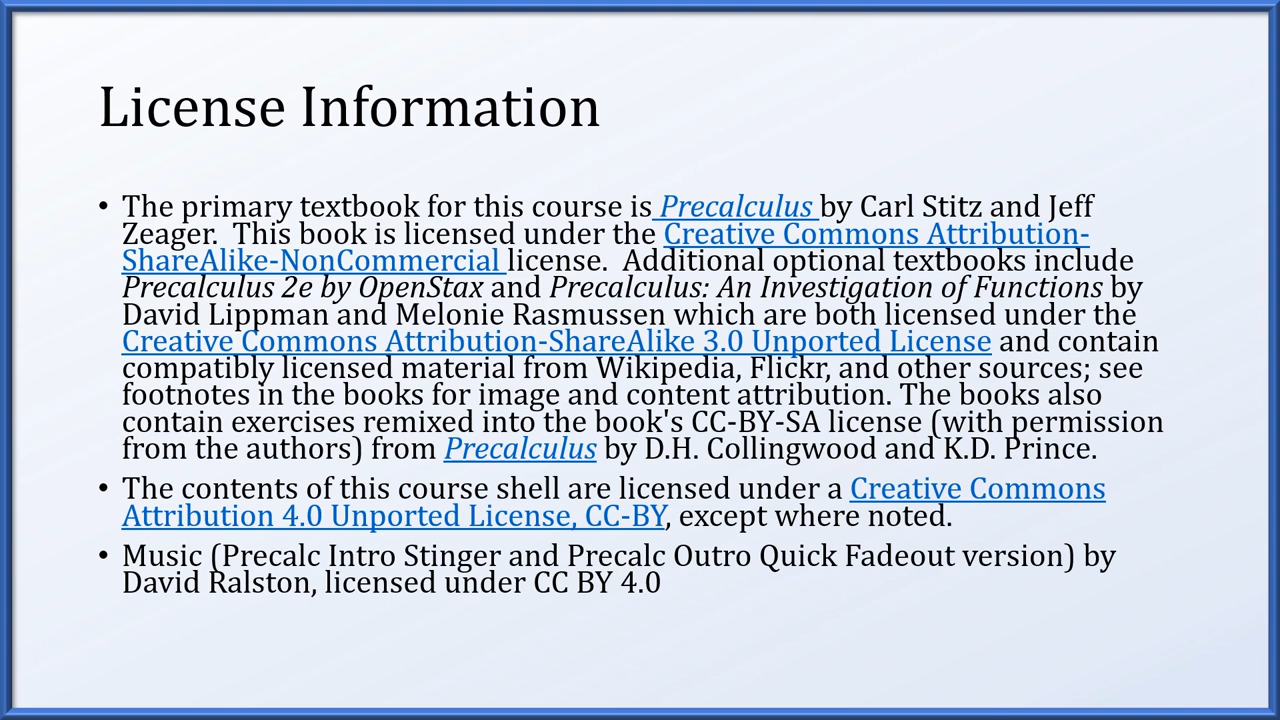 License Information
• The primary textbook for this course is Precalculus by Carl Stitz and Jeff
Zeager.  This book is licensed under the Creative Commons Attribution-
ShareAlike-NonCommercial license.  Additional optional textbooks include
Precalculus 2e by OpenStax and Precalculus: An Investigation of Functions by
David Lippman and Melonie Rasmussen which are both licensed under the
Creative Commons Attribution-ShareAlike 3.0 Unported License and contain
compatibly licensed material from Wikipedia, Flickr, and other sources; see
footnotes in the books for image and content attribution. The books also
contain exercises remixed into the book's CC-BY-SA license (with permission
from the authors) from Precalculus by D.H. Collingwood and K.D. Prince.
• The contents of this course shell are licensed under a Creative Commons
Attribution 4.0 Unported License, CC-BY, except where noted.
• Music (Precalc Intro Stinger and Precalc Outro Quick Fadeout version) by
David Ralston, licensed under CC BY 4.0